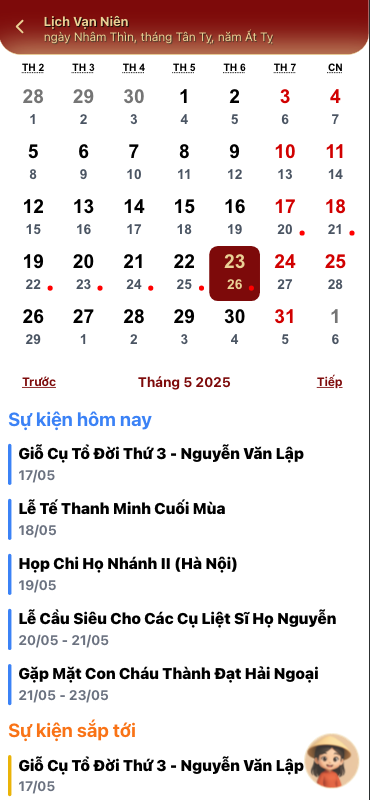 Lịch Vạn Niên
ngày Nhâm Thìn, tháng Tân Tỵ, năm Ất Tỵ
TH 2 TH 3 TH 4 TH 5 TH 6 TH 7 CN
28 29 30 1 2 3 4
1 2 3 4 5 6 7
5 6 7 8 9 10 11
8 9 10 11 12 13 14
12 13 14 15 16 17 18
15 16 17 18 19 20 21
19 20 21 22 23 24 25
22 23 24 25 26 27 28
26 27 28 29 30 31 1
29 1 2 3 4 5 6
Trước Tháng 5 2025 Tiếp
Sự kiện hôm nay
Giỗ Cụ Tổ Đời Thứ 3 - Nguyễn Văn Lập
17/05
Lễ Tế Thanh Minh Cuối Mùa
18/05
Họp Chi Họ Nhánh II (Hà Nội)
19/05
Lễ Cầu Siêu Cho Các Cụ Liệt Sĩ Họ Nguyễn
20/05 - 21/05
Gặp Mặt Con Cháu Thành Đạt Hải Ngoại
21/05 - 23/05
Sự kiện sắp tới
Giỗ Cụ Tổ Đời Thứ 3 - Nguyễn Văn Lập
17/05